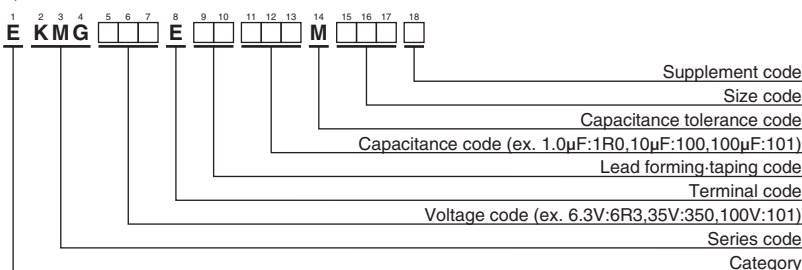 1 2 3 4 5 6 7 8 9 10 11 12 13 14 15 16 17 18
E KMG E M
Supplement code
Size code
Capacitance tolerance code
Capacitance code (ex. 1.0μF:1R0,10μF:100,100μF:101)
Lead forming·taping code
Terminal code
Voltage code (ex. 6.3V:6R3,35V:350,100V:101)
Series code
Category